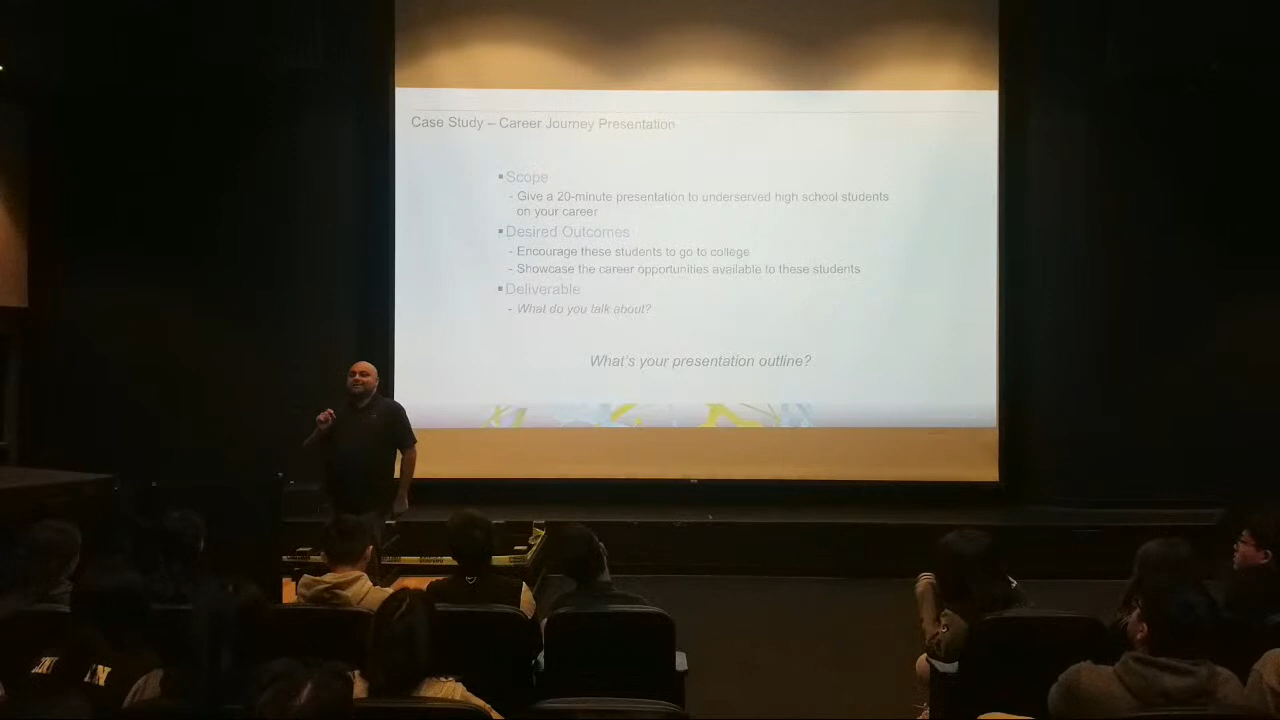 Case Study – Career Journey Presentation
▪ Scope
- Give a 20-minute presentation to underserved high school students
on your career
▪ Desired Outcomes
- Encourage these students to go to college
- Showcase the career opportunities available to these students
▪ Deliverable
- What do you talk about?
What's your presentation outline?